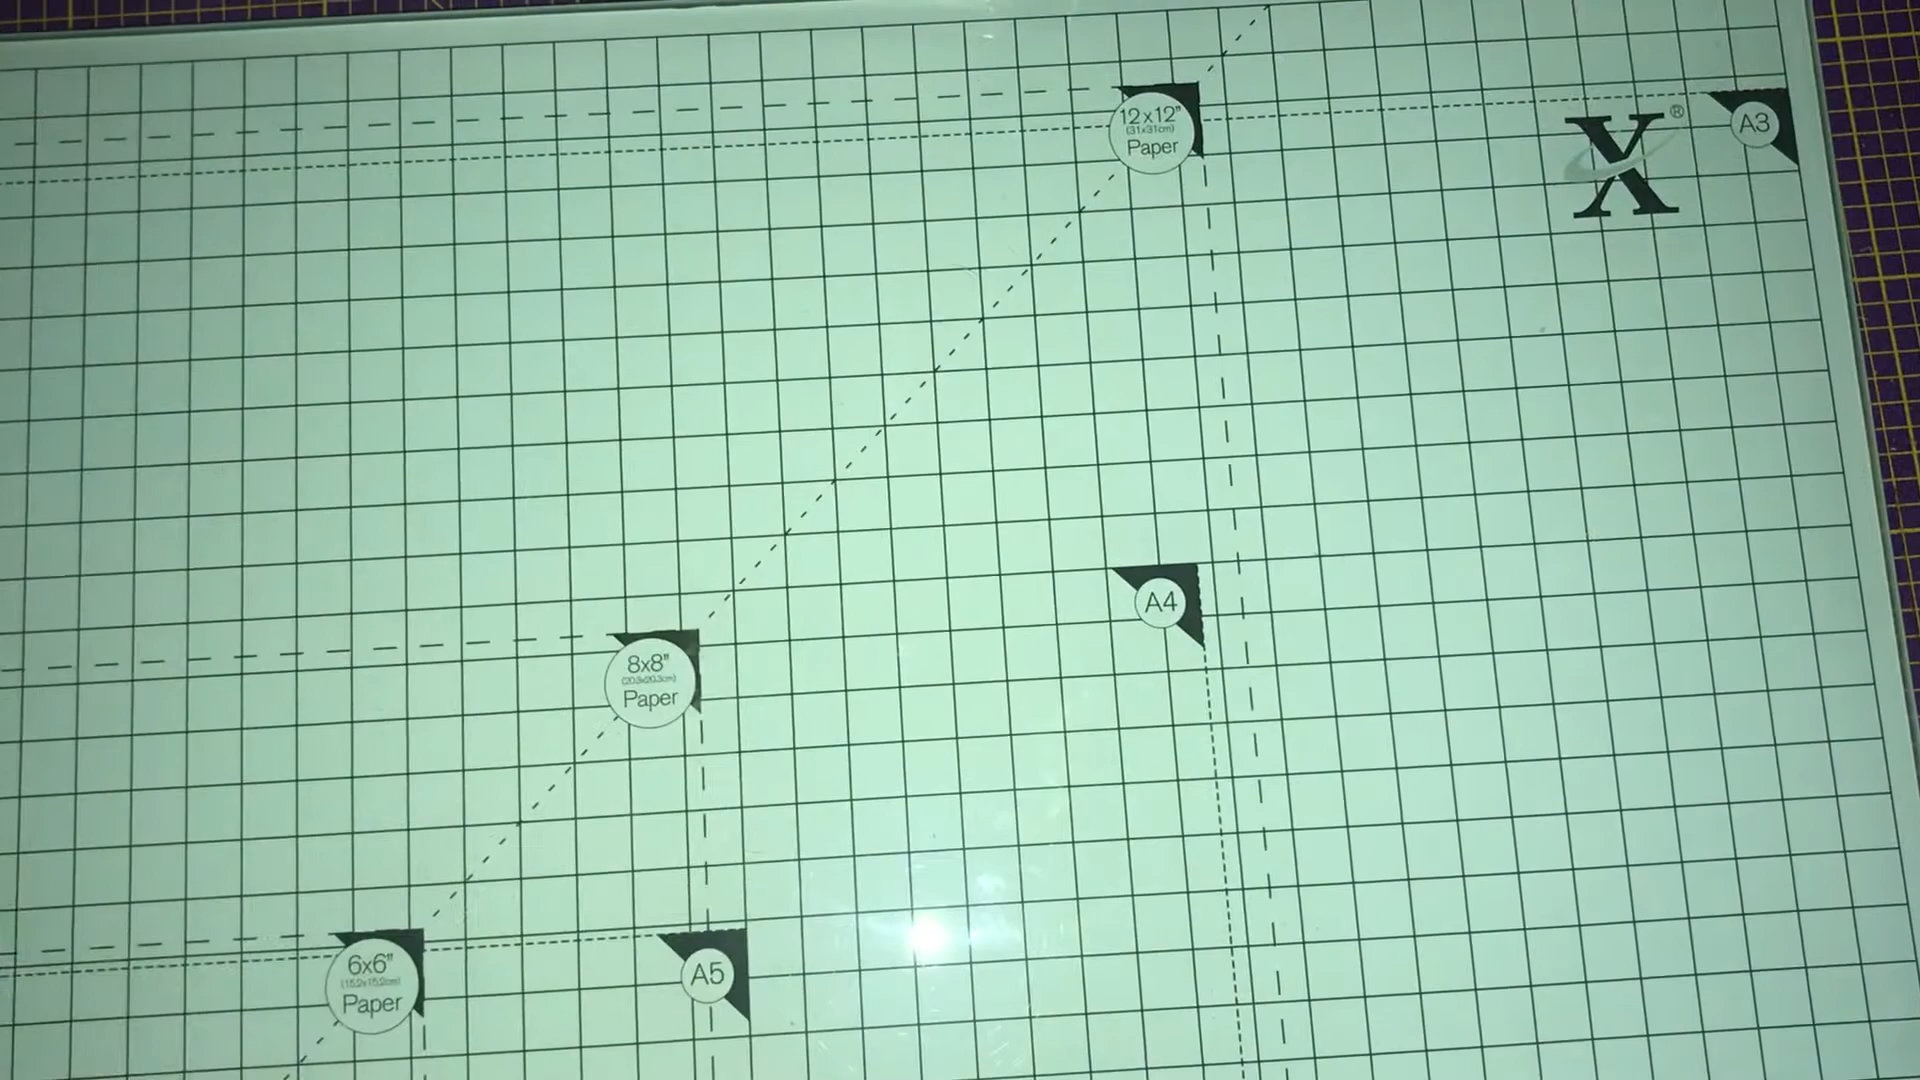 12x12"
(31x31cm)
Paper
X®
A3
A4
8x8"
(20.3x20.3cm)
Paper
6x6"
(15.2x15.2cm)
Paper
A5